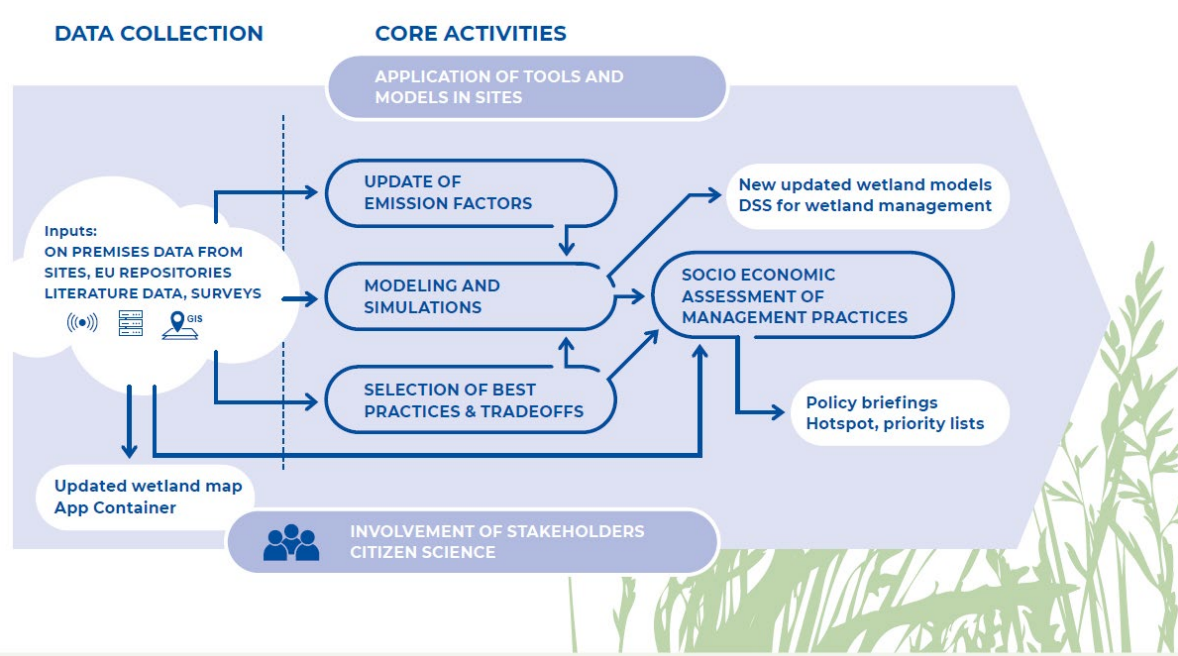 DATA COLLECTION
CORE ACTIVITIES
APPLICATION OF TOOLS AND
MODELS IN SITES
UPDATE OF
EMISSION FACTORS
New updated wetland models
DSS for wetland management
Inputs:
ON PREMISES DATA FROM
SITES, EU REPOSITORIES
LITERATURE DATA, SURVEYS
GIS
MODELING AND
SIMULATIONS
SOCIO ECONOMIC
ASSESSMENT OF
MANAGEMENT PRACTICES
SELECTION OF BEST
PRACTICES & TRADEOFFS
Policy briefings
Hotspot, priority lists
Updated wetland map
App Container
INVOLVEMENT OF STAKEHOLDERS
CITIZEN SCIENCE